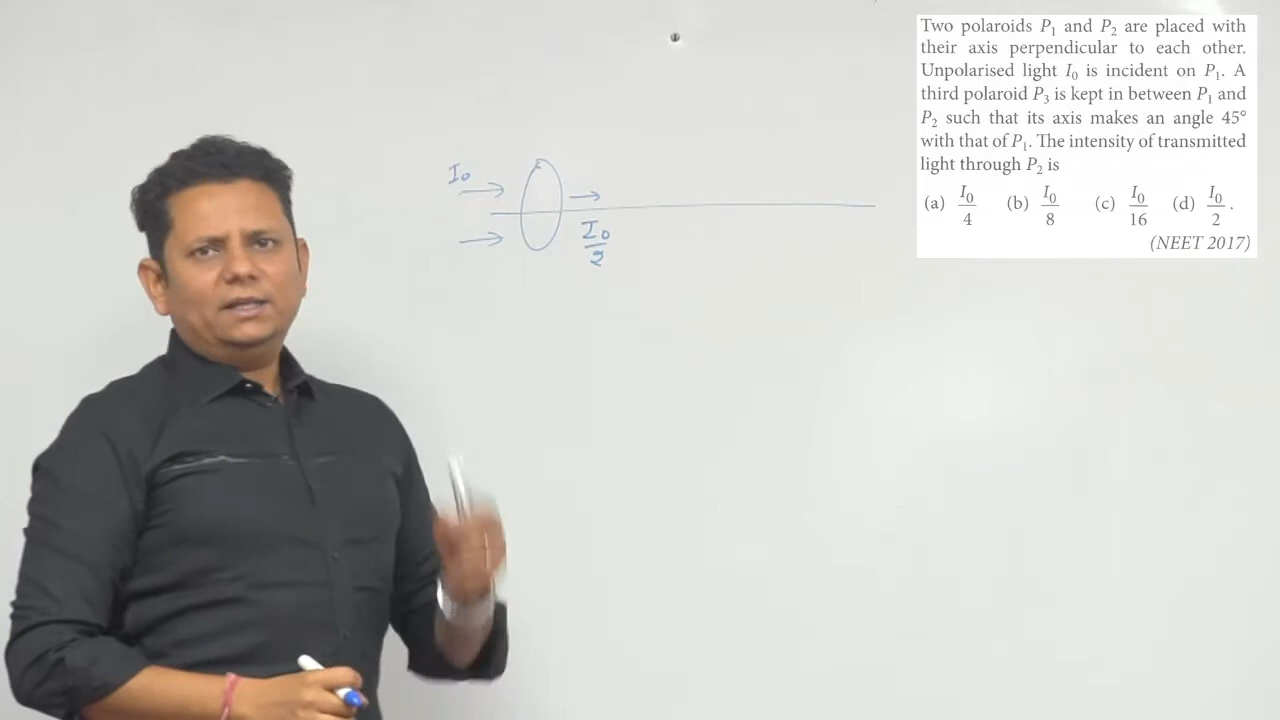 Two polaroids P₁ and P₂ are placed with
their axis perpendicular to each other.
Unpolarised light I₀ is incident on P₁. A
third polaroid P₃ is kept in between P₁ and
P₂ such that its axis makes an angle 45°
with that of P₁. The intensity of transmitted
light through P₂ is
(a) I₀/4 (b) I₀/8 (c) I₀/16 (d) I₀/2 .
(NEET 2017)
I₀
I₀/2